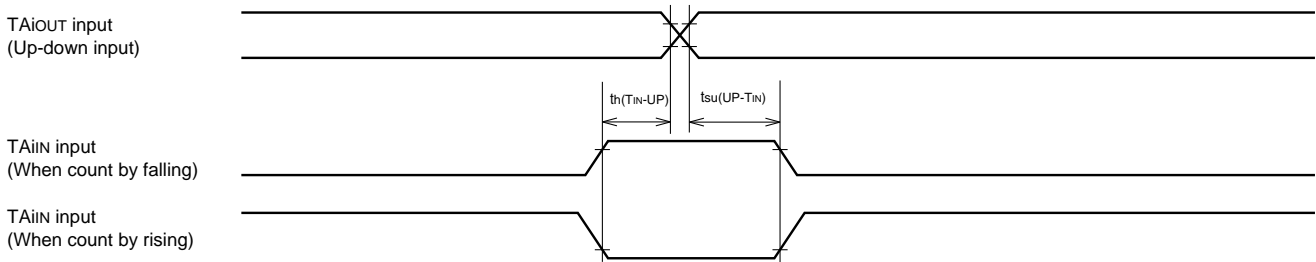 TAiOUT input
(Up-down input)
th(TIN-UP)
tsu(UP-TIN)
TAiIN input
(When count by falling)
TAiIN input
(When count by rising)